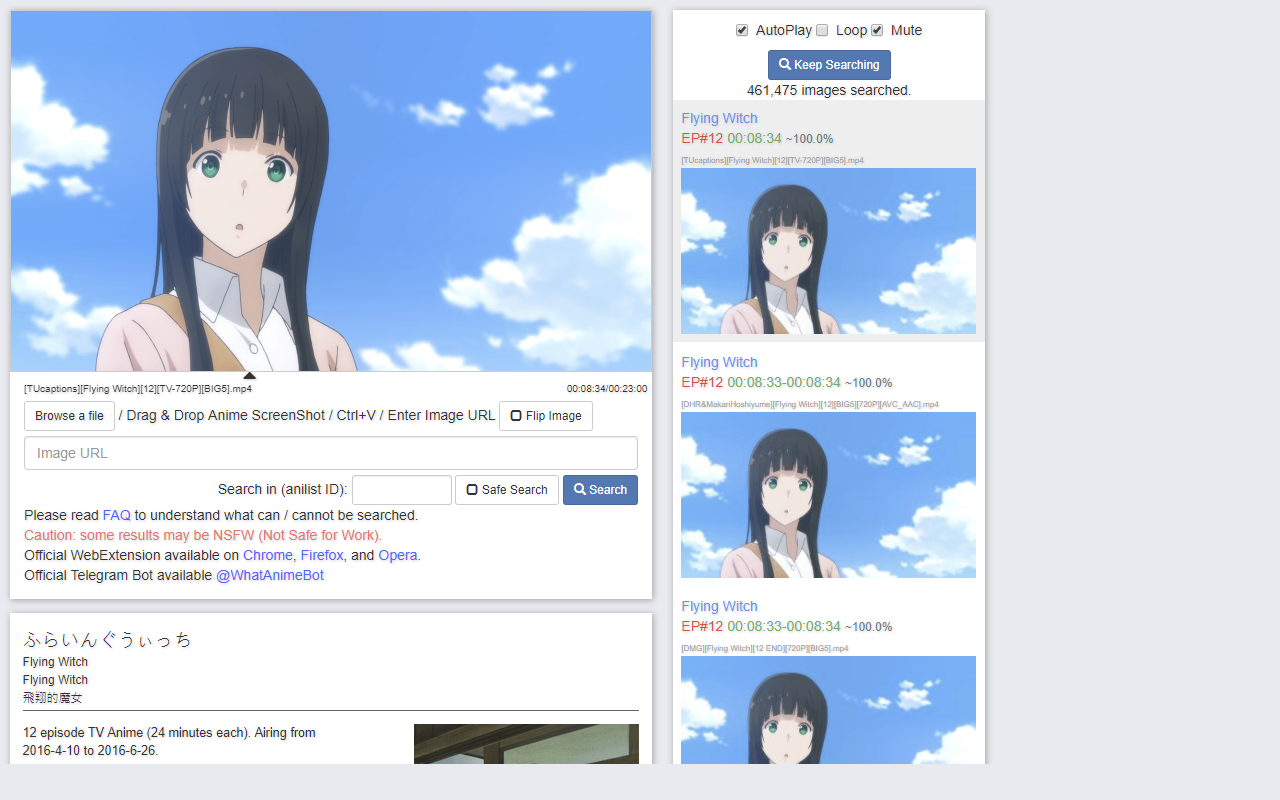 [TUcaptions][Flying Witch][12][TV-720P][BIG5].mp4 00:08:34/00:23:00
Browse a file / Drag & Drop Anime ScreenShot / Ctrl+V / Enter Image URL Flip Image
Image URL
Search in (anilist ID): Safe Search Search
Please read FAQ to understand what can / cannot be searched.
Caution: some results may be NSFW (Not Safe for Work).
Official WebExtension available on Chrome, Firefox, and Opera.
Official Telegram Bot available @WhatAnimeBot
ふらいんぐうぃっち
Flying Witch
Flying Witch
飛翔的魔女
12 episode TV Anime (24 minutes each). Airing from
2016-4-10 to 2016-6-26.
AutoPlay Loop Mute
Keep Searching
461,475 images searched.
Flying Witch
EP#12 00:08:34 ~100.0%
[TUcaptions][Flying Witch][12][TV-720P][BIG5].mp4
Flying Witch
EP#12 00:08:33-00:08:34 ~100.0%
[DHR&MakariHoshiyume][Flying Witch][12][BIG5][720P][AVC_AAC].mp4
Flying Witch
EP#12 00:08:33-00:08:34 ~100.0%
[DMG][Flying Witch][12 END][720P][BIG5].mp4